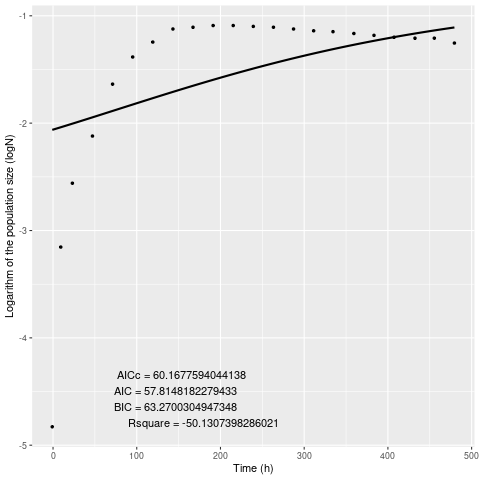 -1
-2
-3
-4
-5
Logarithm of the population size (logN)
AICc = 60.1677594044138
AIC = 57.8148182279433
BIC = 63.2700304947348
Rsquare = -50.1307398286021
0 100 200 300 400 500
Time (h)